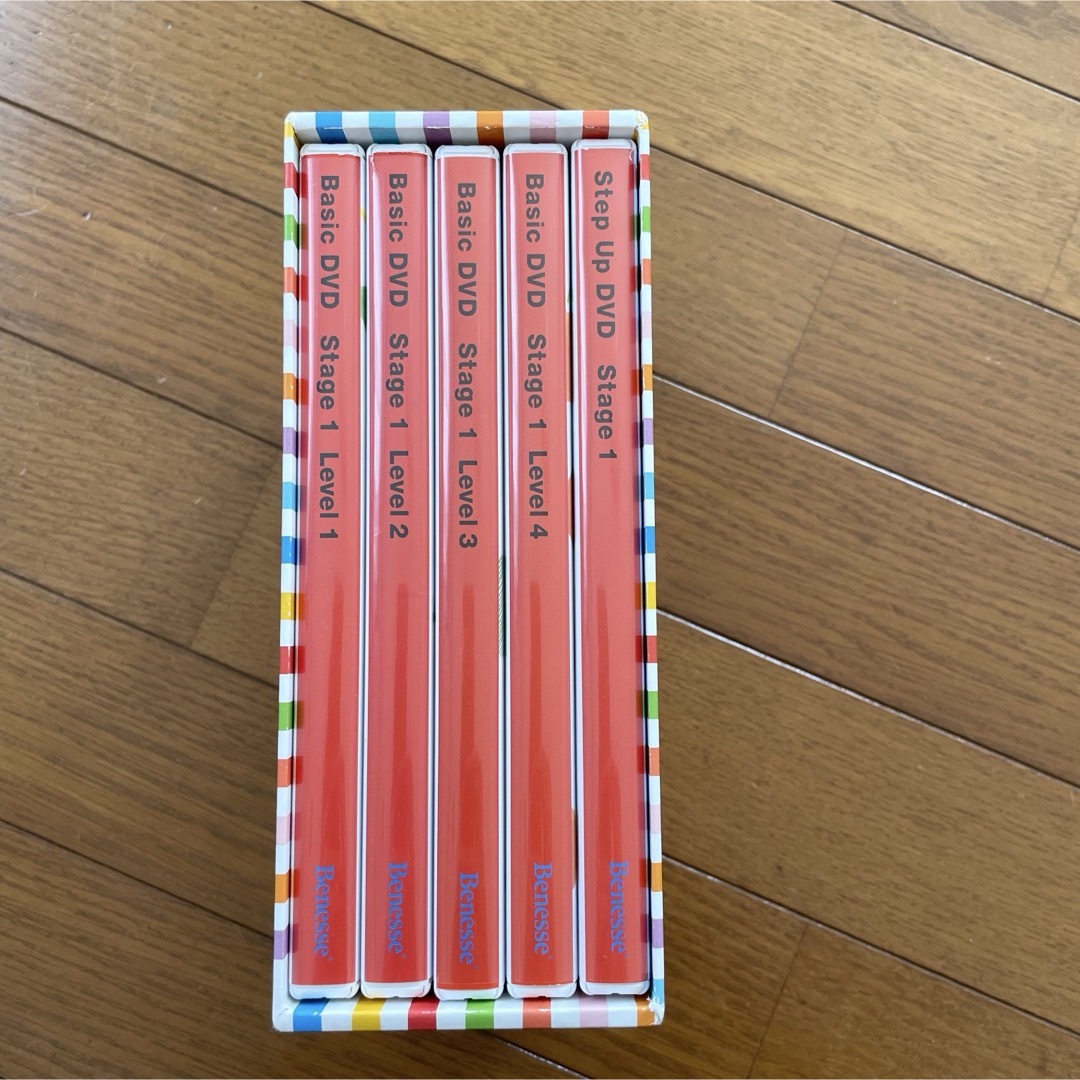 Basic DVD Stage 1 Level 1
Benesse
Basic DVD Stage 1 Level 2
Benesse
Basic DVD Stage 1 Level 3
Benesse
Basic DVD Stage 1 Level 4
Benesse
Step Up DVD Stage 1
Benesse